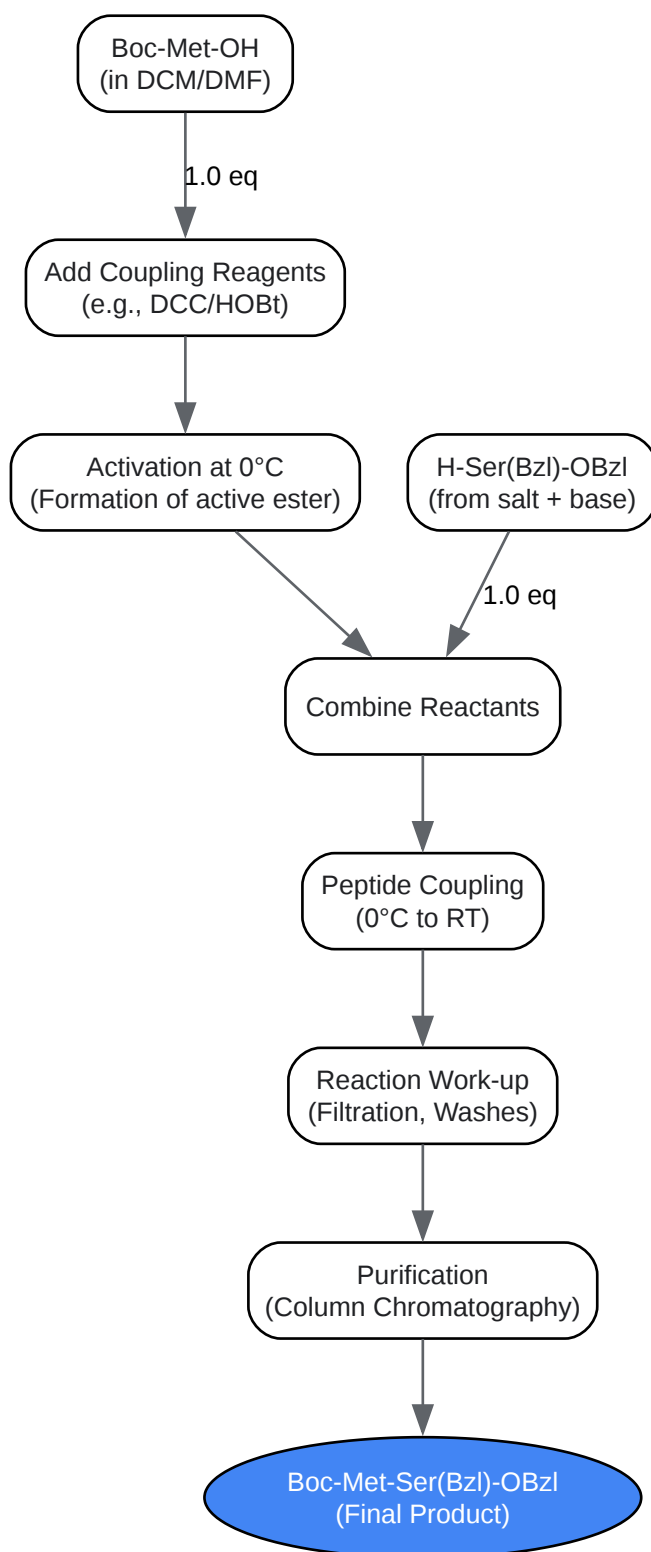 Boc-Met-OH
(in DCM/DMF)
1.0 eq
Add Coupling Reagents
(e.g., DCC/HOBt)
Activation at 0°C
(Formation of active ester)
H-Ser(Bzl)-OBzl
(from salt + base)
1.0 eq
Combine Reactants
Peptide Coupling
(0°C to RT)
Reaction Work-up
(Filtration, Washes)
Purification
(Column Chromatography)
Boc-Met-Ser(Bzl)-OBzl
(Final Product)